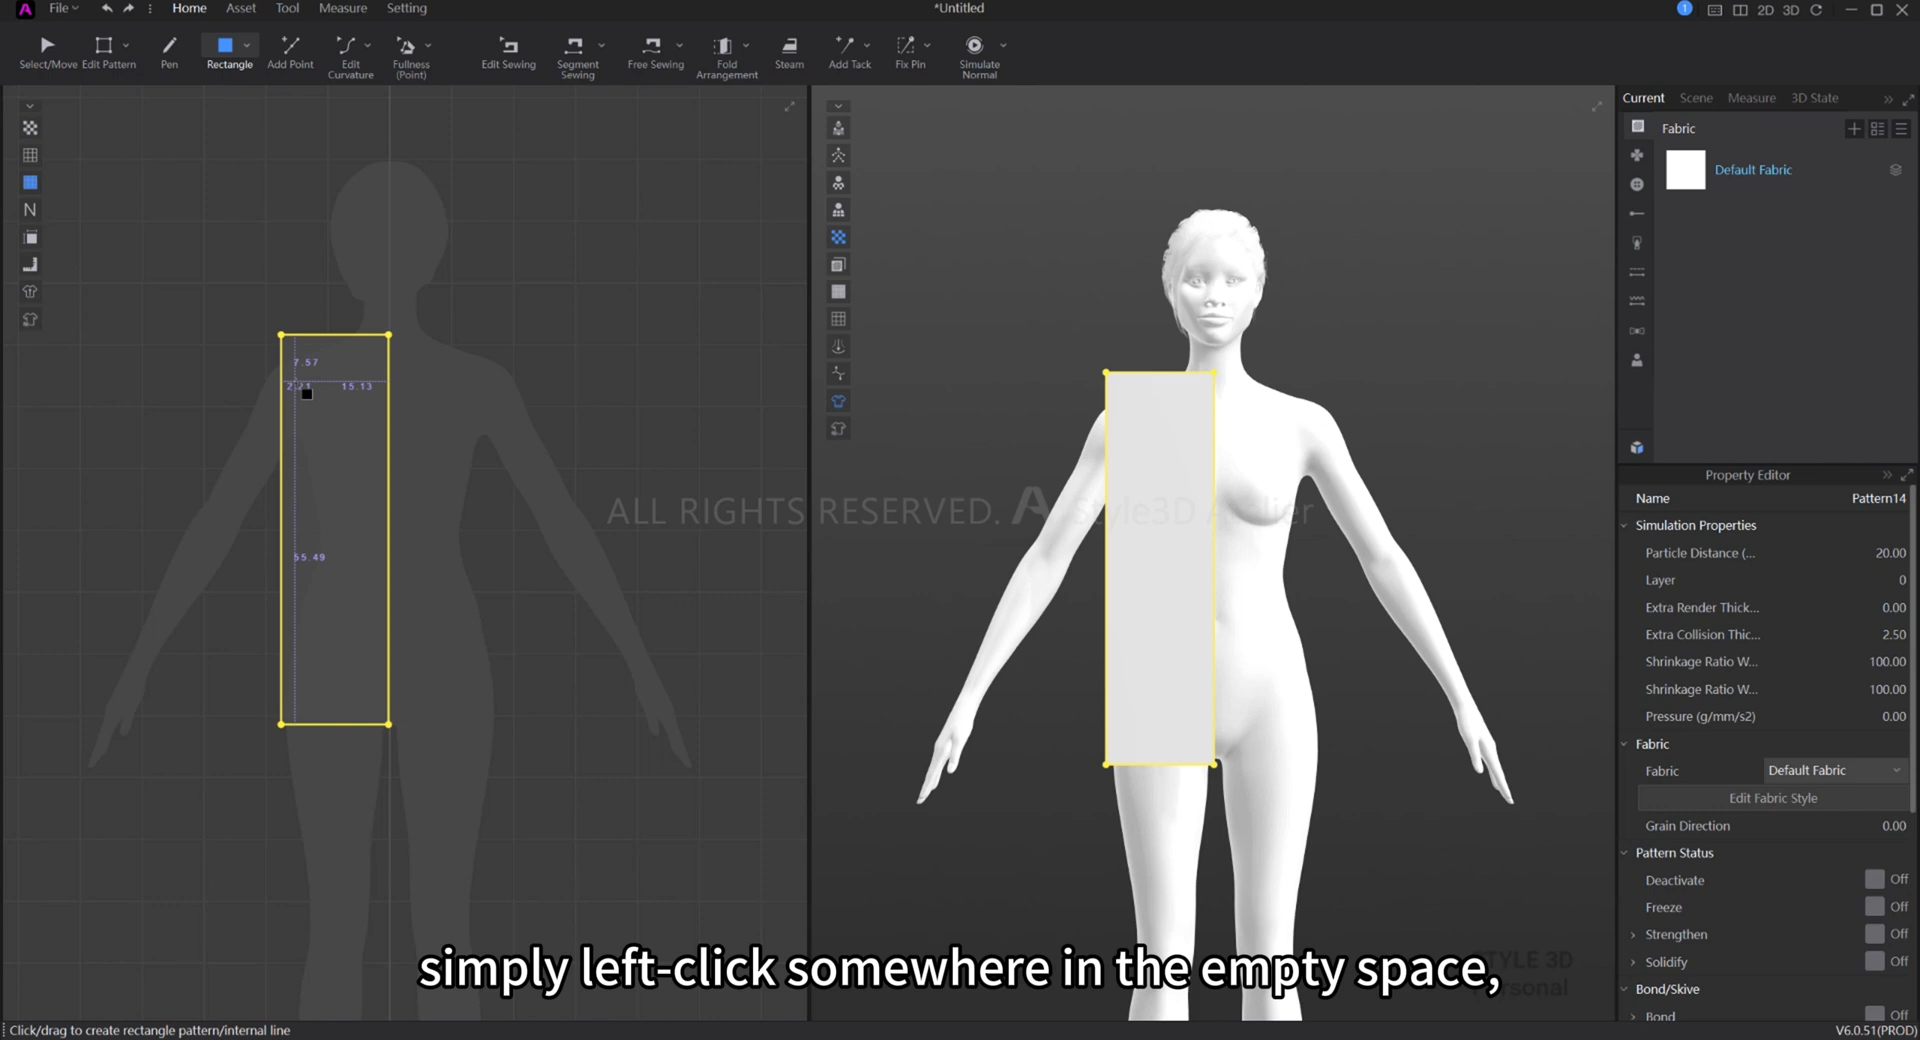 File
Home
Asset
Tool
Measure
Setting
*Untitled
1
2D
3D
Select/Move
Edit Pattern
Pen
Rectangle
Add Point
Edit
Curvature
Fullness
(Point)
Edit Sewing
Segment
Sewing
Free Sewing
Fold
Arrangement
Steam
Add Tack
Fix Pin
Simulate
Normal
Current
Scene
Measure
3D State
Fabric
Default Fabric
N
7.57
15.13
55.49
ALL RIGHTS RESERVED. A Style3D Atelier
Property Editor
Name
Pattern14
Simulation Properties
Particle Distance (...
20.00
Layer
0
Extra Render Thick...
0.00
Extra Collision Thic...
2.50
Shrinkage Ratio W...
100.00
Shrinkage Ratio W...
100.00
Pressure (g/mm/s2)
0.00
Fabric
Fabric
Default Fabric
Edit Fabric Style
Grain Direction
0.00
Pattern Status
Deactivate
Off
Freeze
Off
Strengthen
Off
Solidify
Off
Bond/Skive
Bond
Off
simply left-click somewhere in the empty space,
Click/drag to create rectangle pattern/internal line
V6.0.51(PROD)